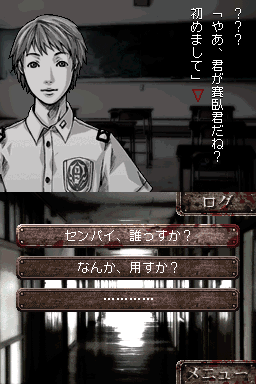 ？？？
「やあ、君が賽臥君だね？
初めまして」
ログ
センパイ、誰っすか？
なんか、用すか？
…………
メニュー